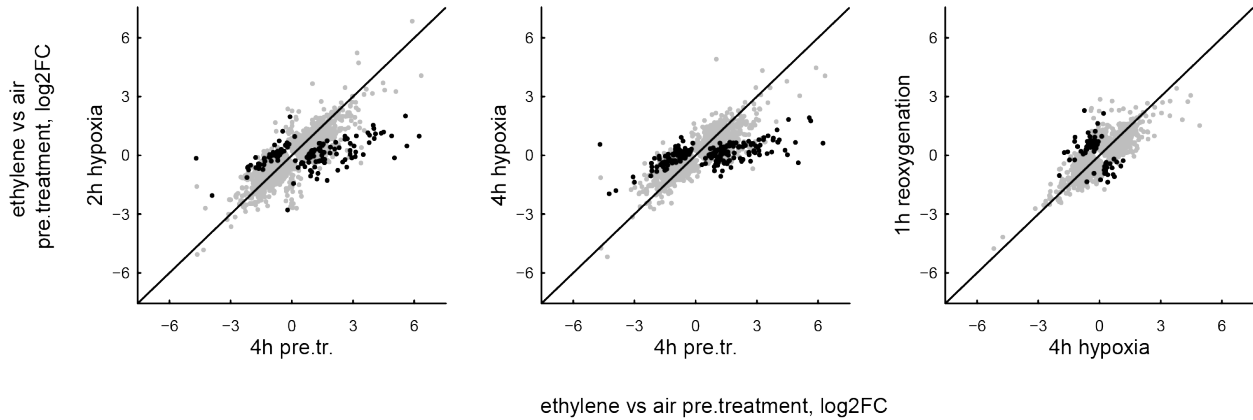 ethylene vs air
pre.treatment, log2FC
2h hypoxia
6
3
0
−3
−6
−6 −3 0 3 6
4h pre.tr.
4h hypoxia
6
3
0
−3
−6
−6 −3 0 3 6
4h pre.tr.
1h reoxygenation
6
3
0
−3
−6
−6 −3 0 3 6
4h hypoxia
ethylene vs air pre.treatment, log2FC